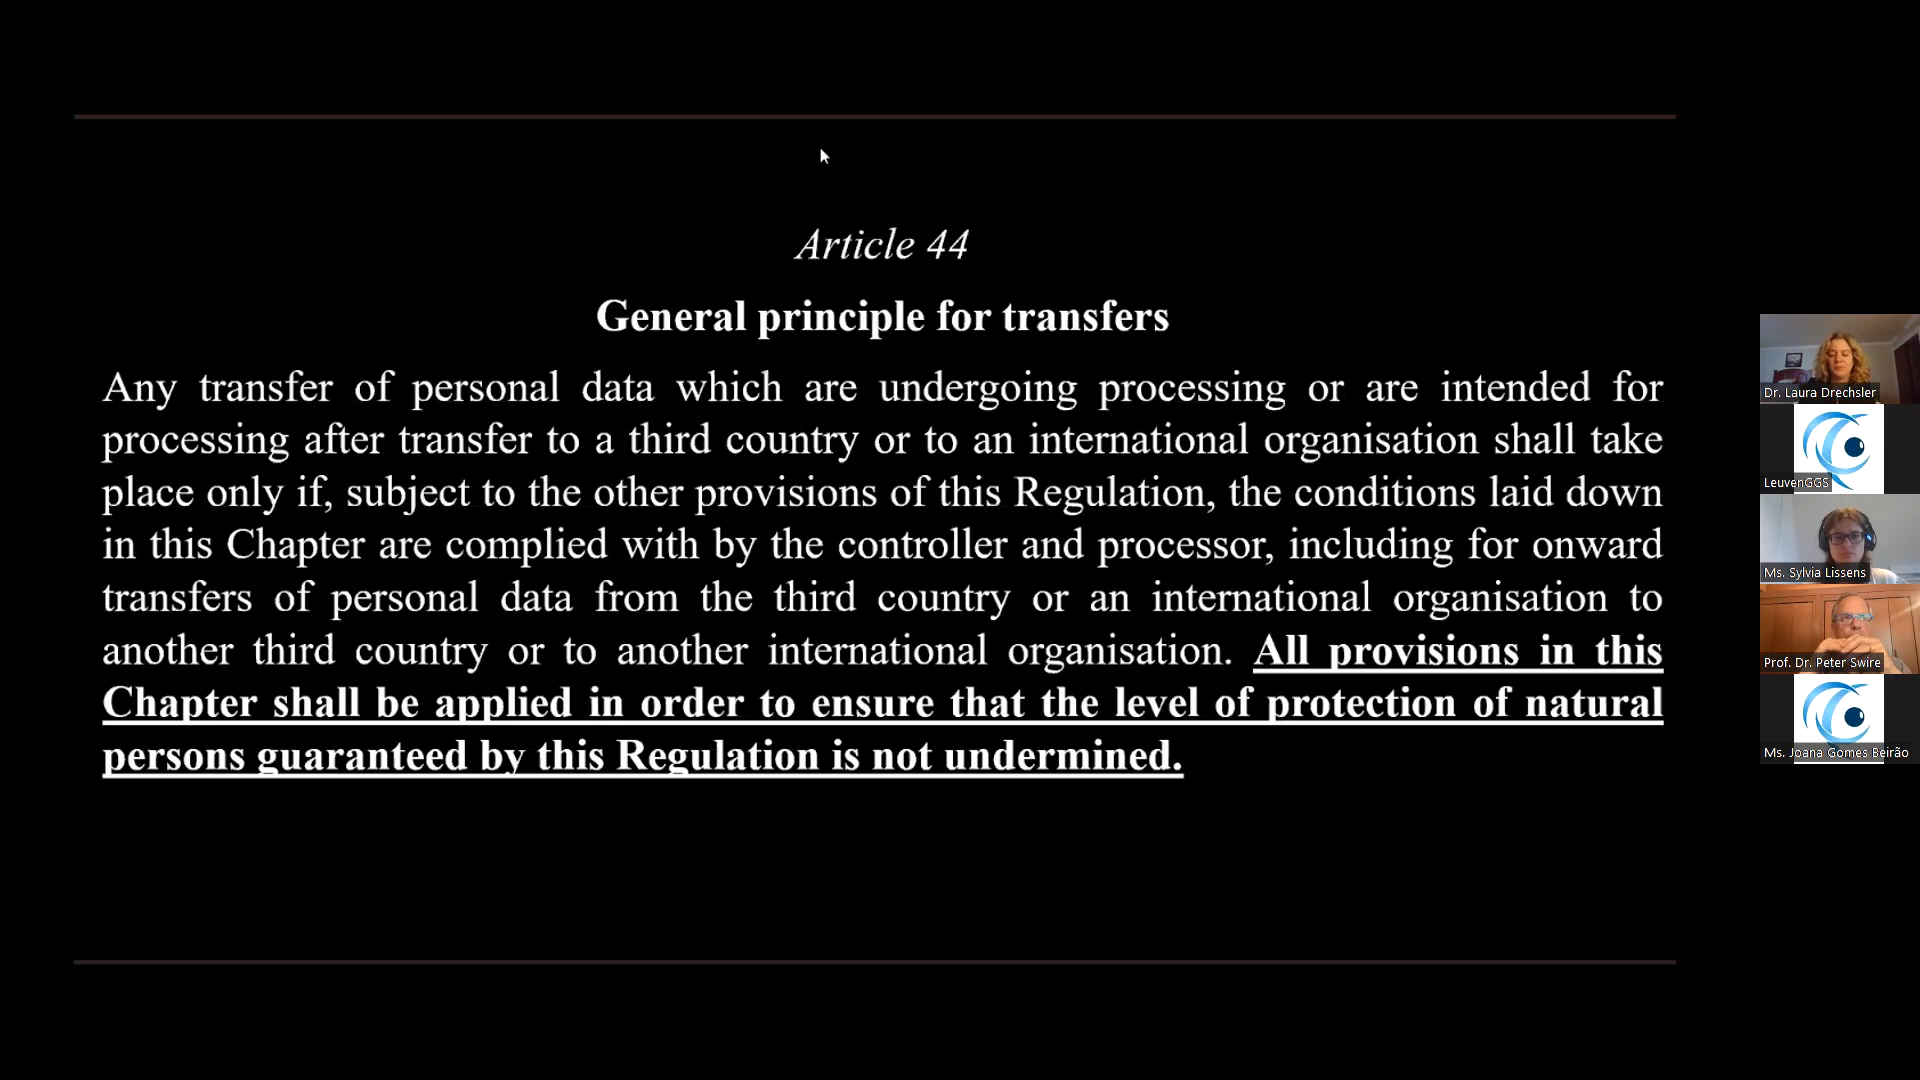 Article 44
General principle for transfers
Any transfer of personal data which are undergoing processing or are intended for
processing after transfer to a third country or to an international organisation shall take
place only if, subject to the other provisions of this Regulation, the conditions laid down
in this Chapter are complied with by the controller and processor, including for onward
transfers of personal data from the third country or an international organisation to
another third country or to another international organisation. All provisions in this
Chapter shall be applied in order to ensure that the level of protection of natural
persons guaranteed by this Regulation is not undermined.
Dr. Laura Drechsler
LeuvenGGS
Ms. Sylvia Lissens
Prof. Dr. Peter Swire
Ms. Joana Gomes Beirão